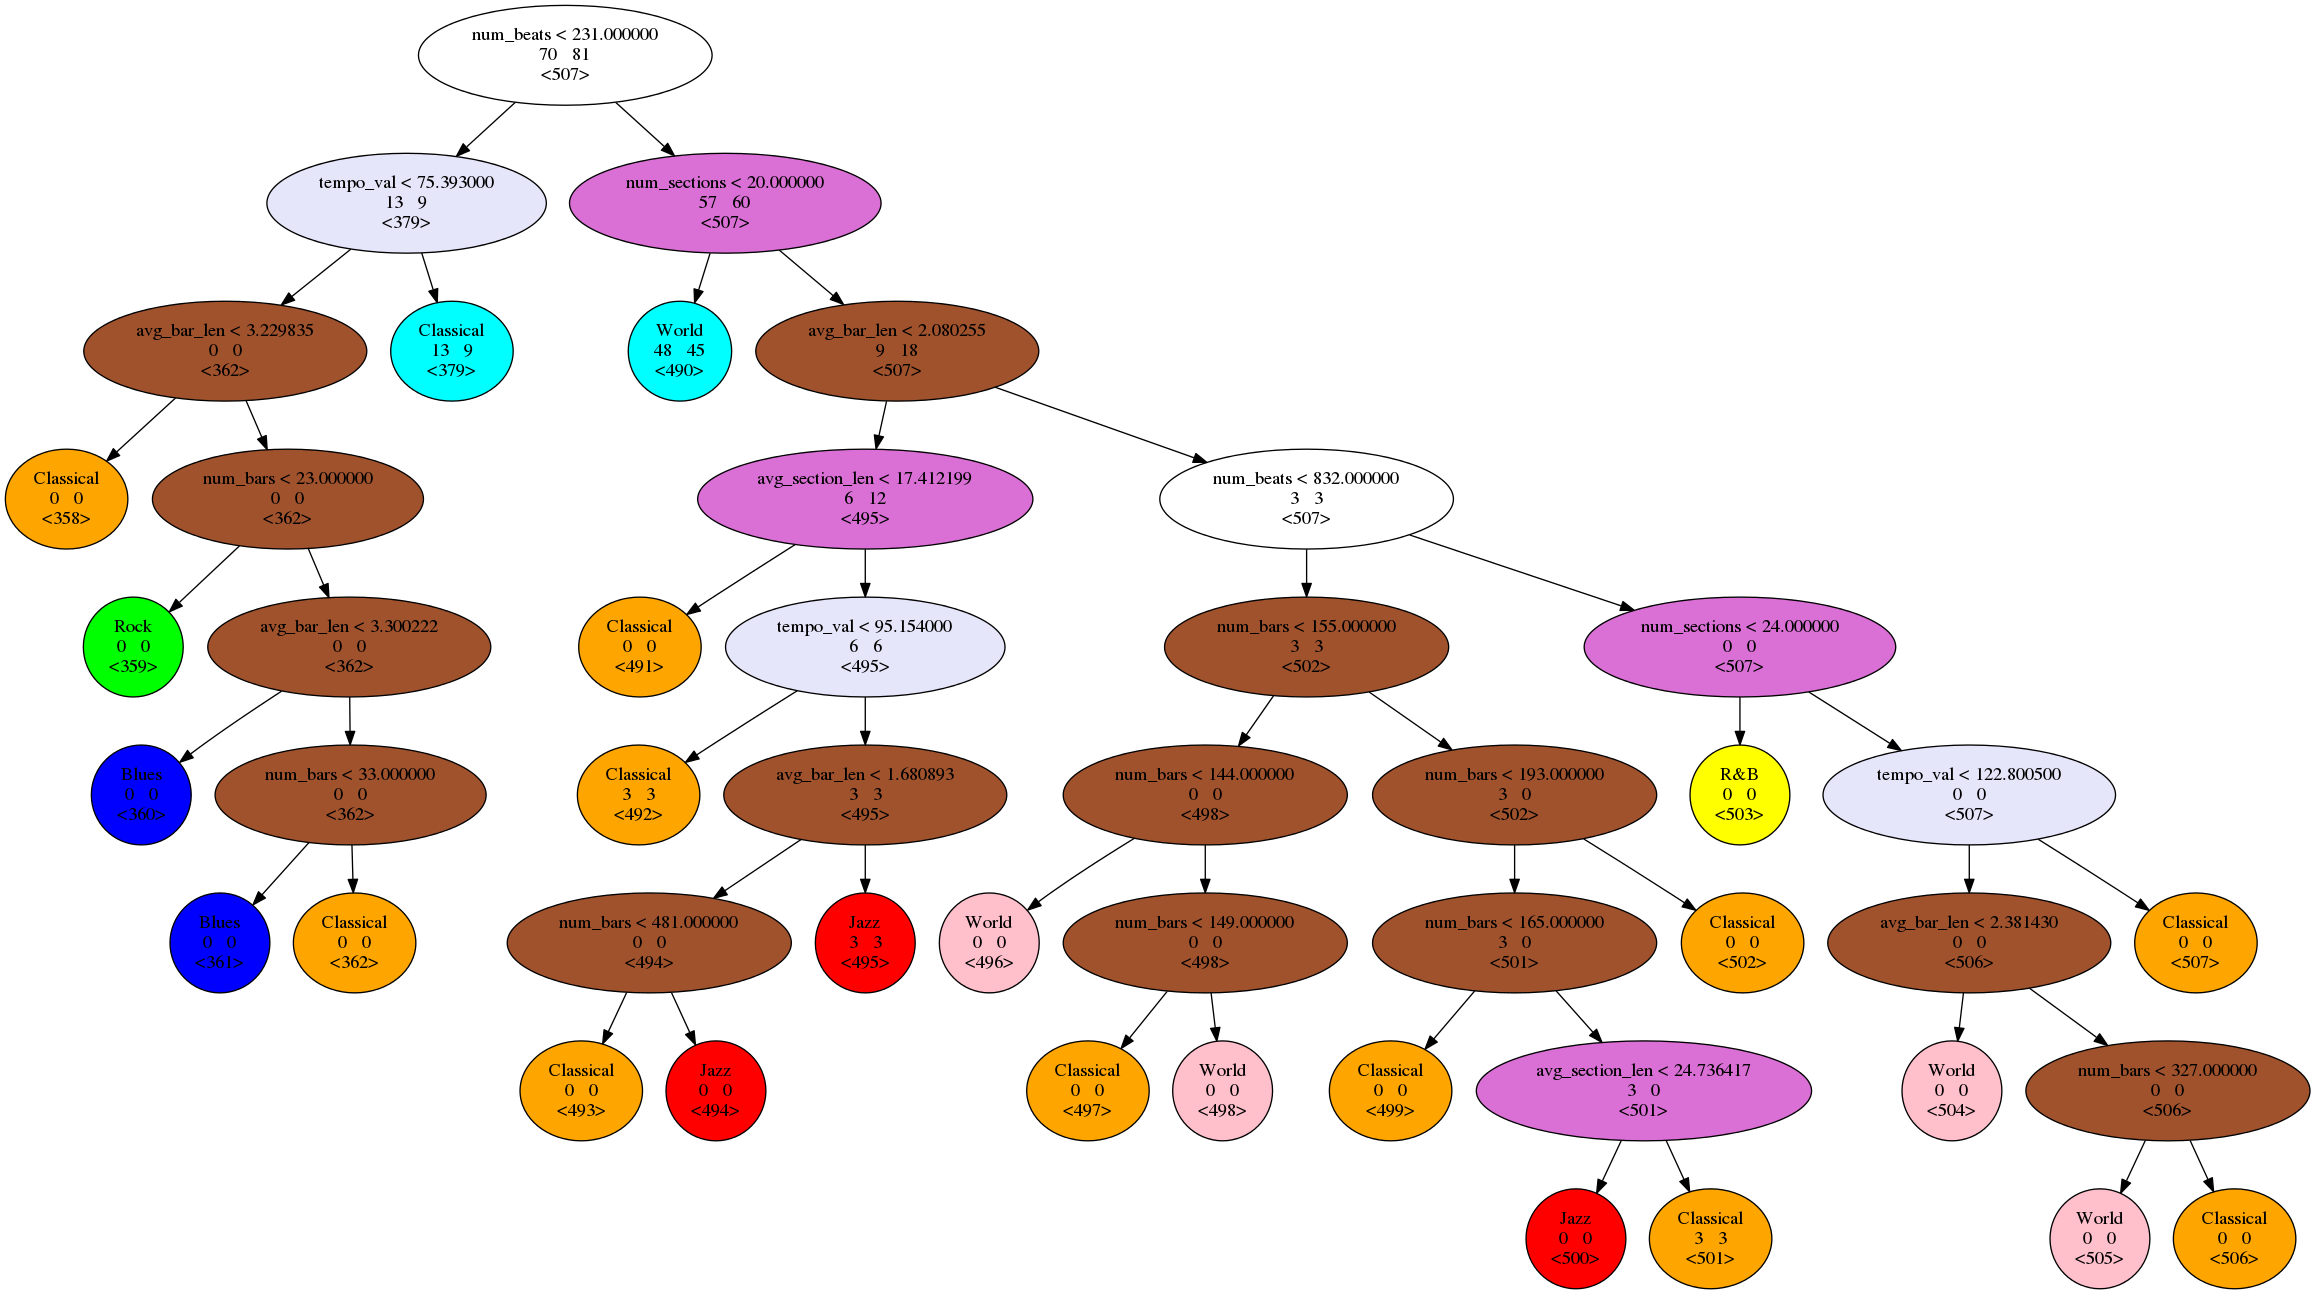 num_beats < 231.000000
70 81
<507>
tempo_val < 75.393000
13 9
<379>
num_sections < 20.000000
57 60
<507>
avg_bar_len < 3.229835
0 0
<362>
Classical
13 9
<379>
World
48 45
<490>
avg_bar_len < 2.080255
9 18
<507>
Classical
0 0
<358>
num_bars < 23.000000
0 0
<362>
avg_section_len < 17.412199
6 12
<495>
num_beats < 832.000000
3 3
<507>
Rock
0 0
<359>
avg_bar_len < 3.300222
0 0
<362>
Classical
0 0
<491>
tempo_val < 95.154000
6 6
<495>
num_bars < 155.000000
3 3
<502>
num_sections < 24.000000
0 0
<507>
Blues
0 0
<360>
num_bars < 33.000000
0 0
<362>
Classical
3 3
<492>
avg_bar_len < 1.680893
3 3
<495>
num_bars < 144.000000
0 0
<498>
num_bars < 193.000000
3 0
<502>
R&B
0 0
<503>
tempo_val < 122.800500
0 0
<507>
Blues
0 0
<361>
Classical
0 0
<362>
num_bars < 481.000000
0 0
<494>
Jazz
3 3
<495>
World
0 0
<496>
num_bars < 149.000000
0 0
<498>
num_bars < 165.000000
3 0
<501>
Classical
0 0
<502>
avg_bar_len < 2.381430
0 0
<506>
Classical
0 0
<507>
Classical
0 0
<493>
Jazz
0 0
<494>
Classical
0 0
<497>
World
0 0
<498>
Classical
0 0
<499>
avg_section_len < 24.736417
3 0
<501>
World
0 0
<504>
num_bars < 327.000000
0 0
<506>
Jazz
0 0
<500>
Classical
3 3
<501>
World
0 0
<505>
Classical
0 0
<506>